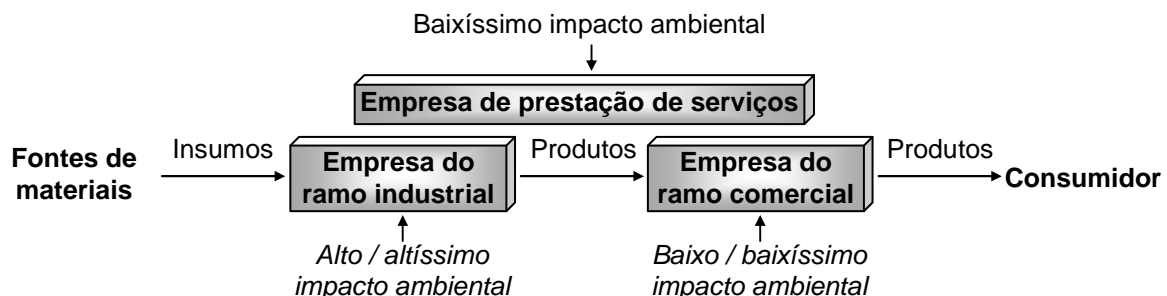 Baixíssimo impacto ambiental
Empresa de prestação de serviços
Fontes de
materiais
Insumos
Empresa do
ramo industrial
Produtos
Empresa do
ramo comercial
Produtos
Consumidor
Alto / altíssimo
impacto ambiental
Baixo / baixíssimo
impacto ambiental